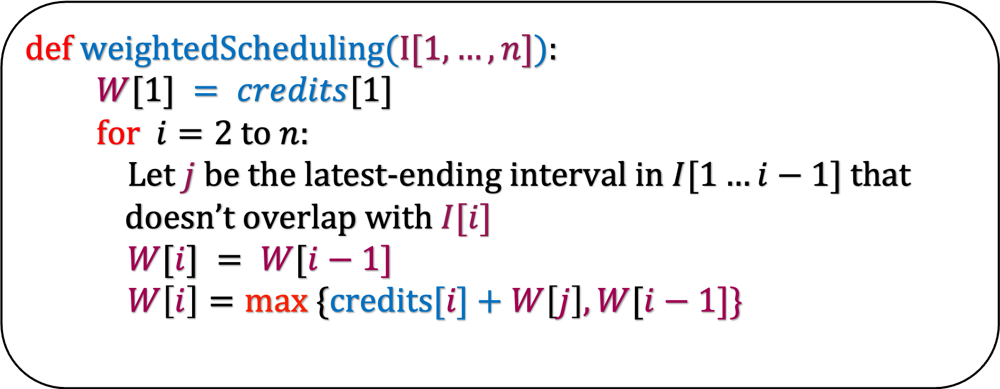 def weightedScheduling(I[1, … , n]):
W[1] = credits[1]
for i = 2 to n:
Let j be the latest-ending interval in I[1 … i − 1] that
doesn’t overlap with I[i]
W[i] = W[i − 1]
W[i] = max {credits[i] + W[j], W[i − 1]}